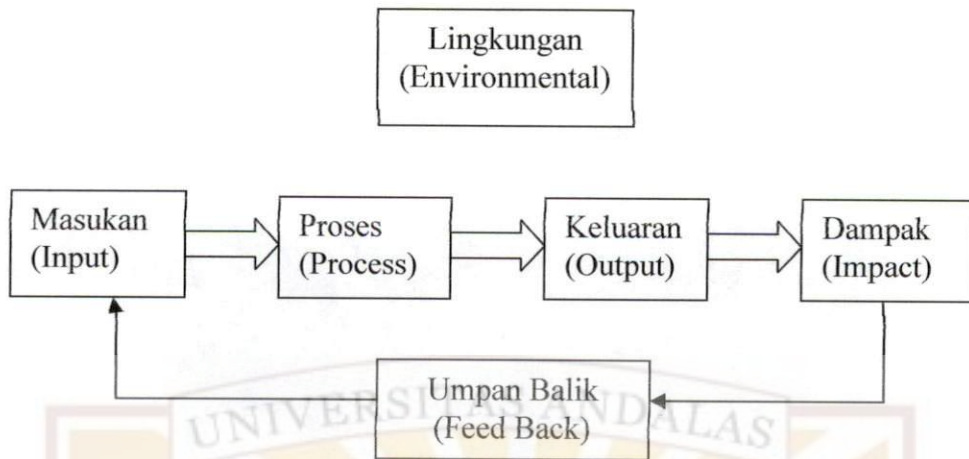 Lingkungan
(Environmental)
Masukan
(Input)
Proses
(Process)
Keluaran
(Output)
Dampak
(Impact)
Umpan Balik
(Feed Back)
UNIVERSITAS ANDALAS